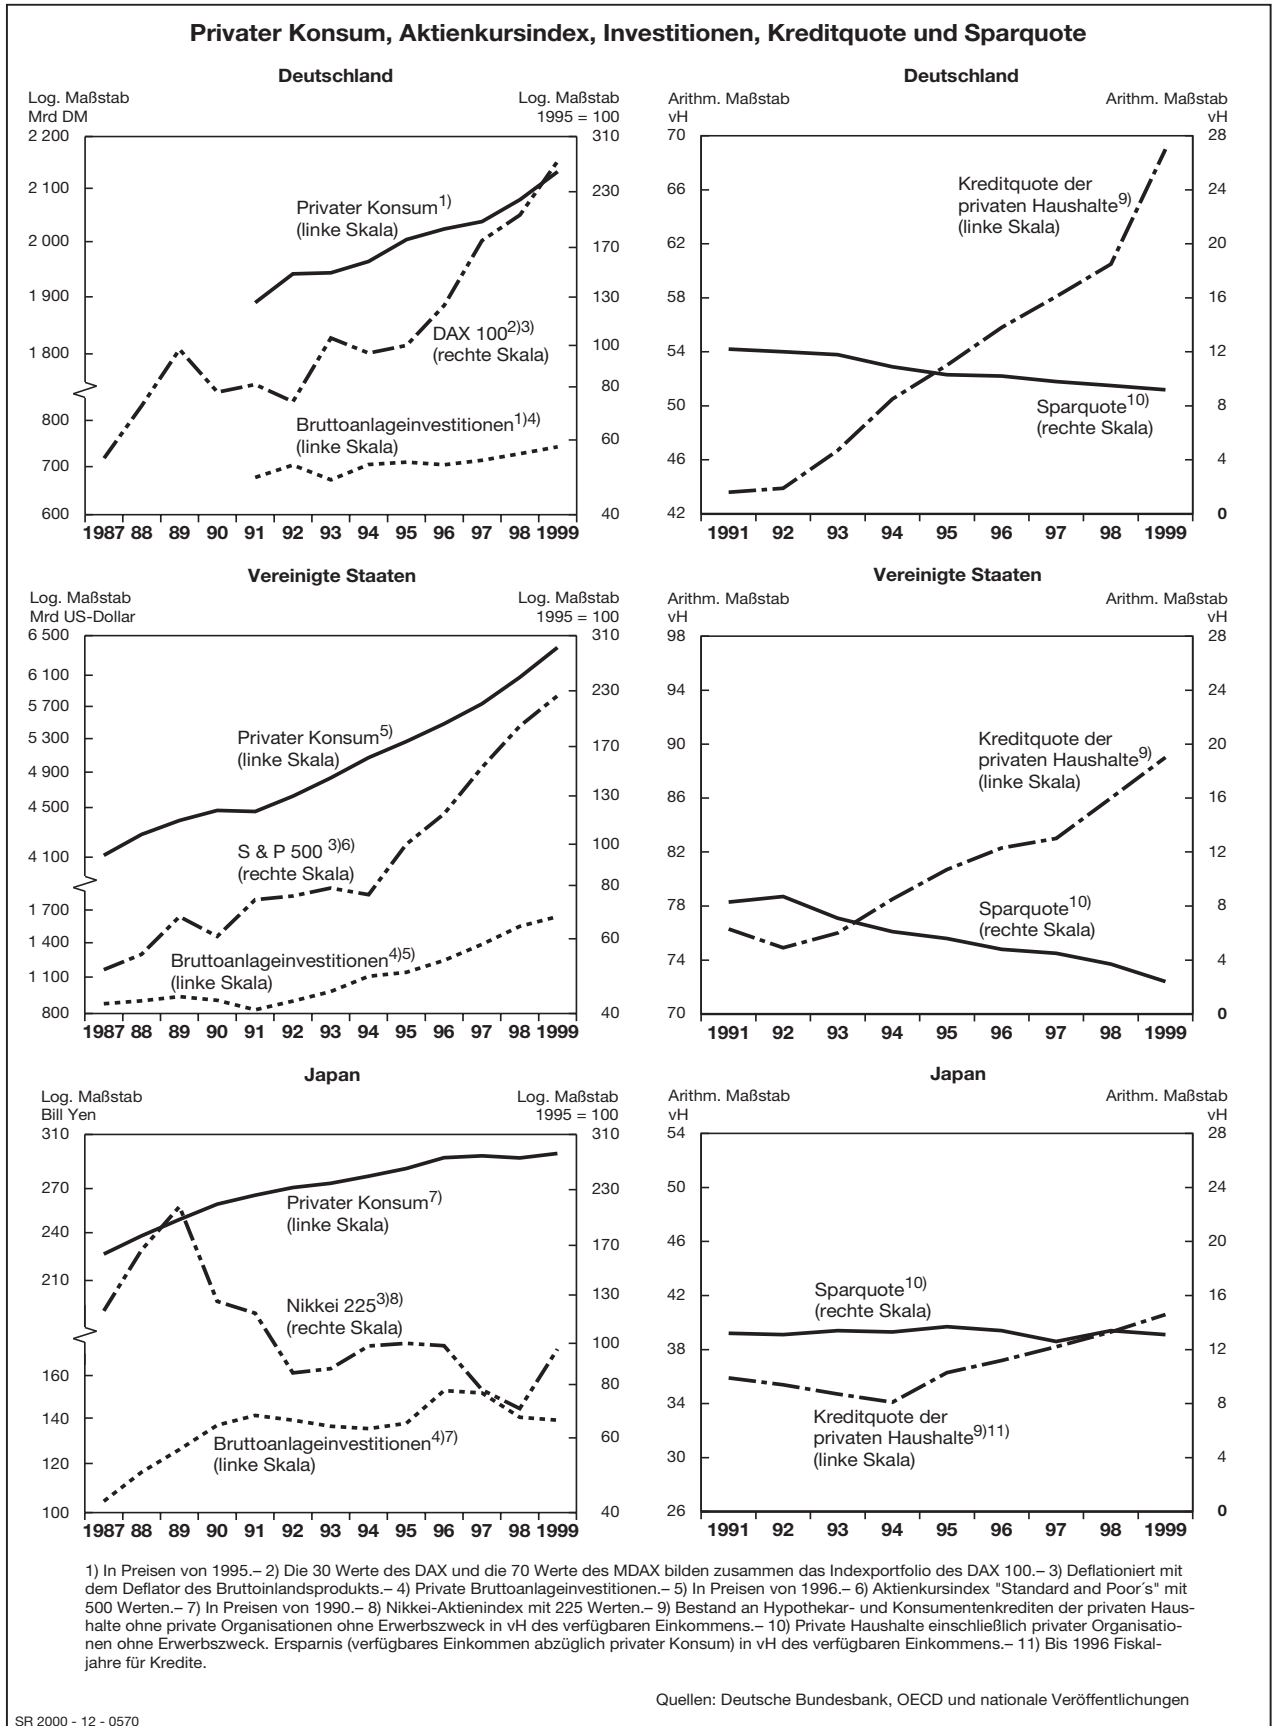 Privater Konsum, Aktienkursindex, Investitionen, Kreditquote und Sparquote
Deutschland
Log. Maßstab
Mrd DM
Log. Maßstab
1995 = 100
2 200
2 100
2 000
1 900
1 800
800
700
600
310
230
170
130
100
80
60
40
Privater Konsum1)
(linke Skala)
DAX 1002)3)
(rechte Skala)
Bruttoanlageinvestitionen1)4)
(linke Skala)
1987 88 89 90 91 92 93 94 95 96 97 98 1999
Deutschland
Arithm. Maßstab
vH
Arithm. Maßstab
vH
70
66
62
58
54
50
46
42
28
24
20
16
12
8
4
0
Kreditquote der
privaten Haushalte9)
(linke Skala)
Sparquote10)
(rechte Skala)
1991 92 93 94 95 96 97 98 1999
Vereinigte Staaten
Log. Maßstab
Mrd US-Dollar
Log. Maßstab
1995 = 100
6 500
6 100
5 700
5 300
4 900
4 500
4 100
1 700
1 400
1 100
800
310
230
170
130
100
80
60
40
Privater Konsum5)
(linke Skala)
S & P 500 3)6)
(rechte Skala)
Bruttoanlageinvestitionen4)5)
(linke Skala)
1987 88 89 90 91 92 93 94 95 96 97 98 1999
Vereinigte Staaten
Arithm. Maßstab
vH
Arithm. Maßstab
vH
98
94
90
86
82
78
74
70
28
24
20
16
12
8
4
0
Kreditquote der
privaten Haushalte9)
(linke Skala)
Sparquote10)
(rechte Skala)
1991 92 93 94 95 96 97 98 1999
Japan
Log. Maßstab
Bill Yen
Log. Maßstab
1995 = 100
310
270
240
210
160
140
120
100
310
230
170
130
100
80
60
40
Privater Konsum7)
(linke Skala)
Nikkei 2253)8)
(rechte Skala)
Bruttoanlageinvestitionen4)7)
(linke Skala)
1987 88 89 90 91 92 93 94 95 96 97 98 1999
Japan
Arithm. Maßstab
vH
Arithm. Maßstab
vH
54
50
46
42
38
34
30
26
28
24
20
16
12
8
4
0
Sparquote10)
(rechte Skala)
Kreditquote der
privaten Haushalte9)11)
(linke Skala)
1991 92 93 94 95 96 97 98 1999
1) In Preisen von 1995.– 2) Die 30 Werte des DAX und die 70 Werte des MDAX bilden zusammen das Indexportfolio des DAX 100.– 3) Deflationiert mit
dem Deflator des Bruttoinlandsprodukts.– 4) Private Bruttoanlageinvestitionen.– 5) In Preisen von 1996.– 6) Aktienkursindex "Standard and Poor´s" mit
500 Werten.– 7) In Preisen von 1990.– 8) Nikkei-Aktienindex mit 225 Werten.– 9) Bestand an Hypothekar- und Konsumentenkrediten der privaten Haus-
halte ohne private Organisationen ohne Erwerbszweck in vH des verfügbaren Einkommens.– 10) Private Haushalte einschließlich privater Organisatio-
nen ohne Erwerbszweck. Ersparnis (verfügbares Einkommen abzüglich privater Konsum) in vH des verfügbaren Einkommens.– 11) Bis 1996 Fiskal-
jahre für Kredite.
Quellen: Deutsche Bundesbank, OECD und nationale Veröffentlichungen
SR 2000 - 12 - 0570